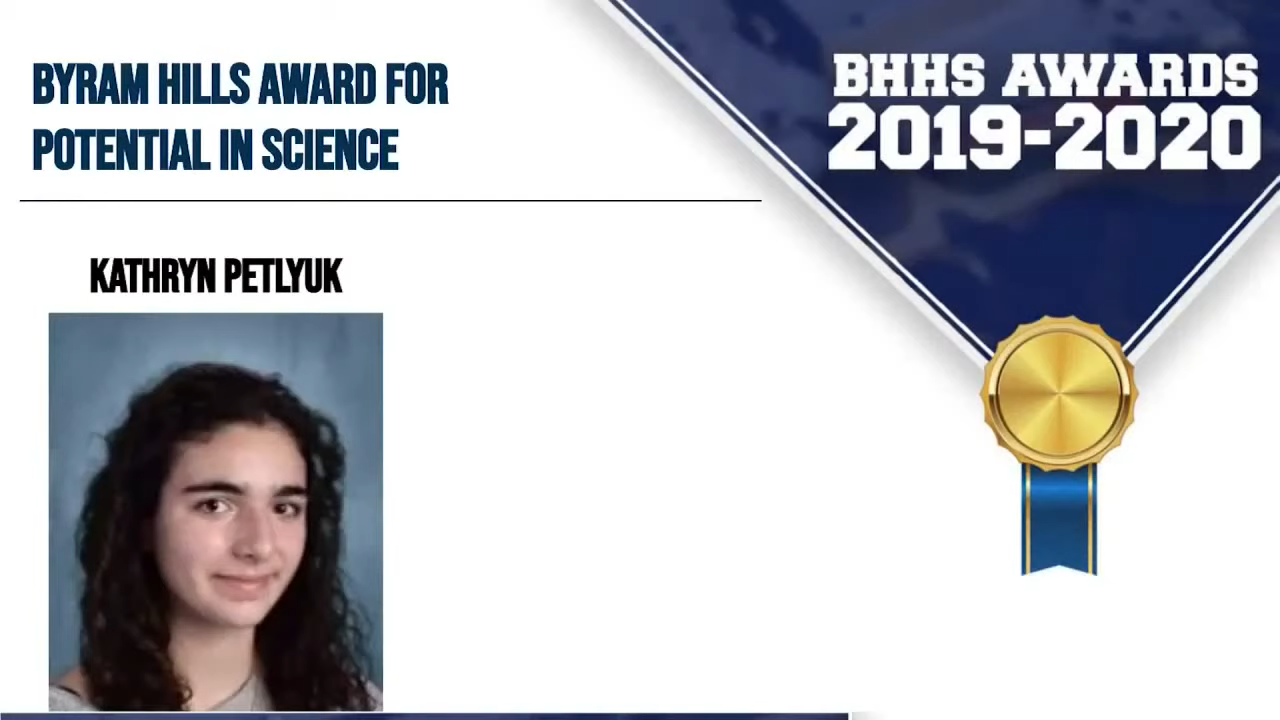 BYRAM HILLS AWARD FOR
POTENTIAL IN SCIENCE
BHHS AWARDS
2019-2020
KATHRYN PETLYUK